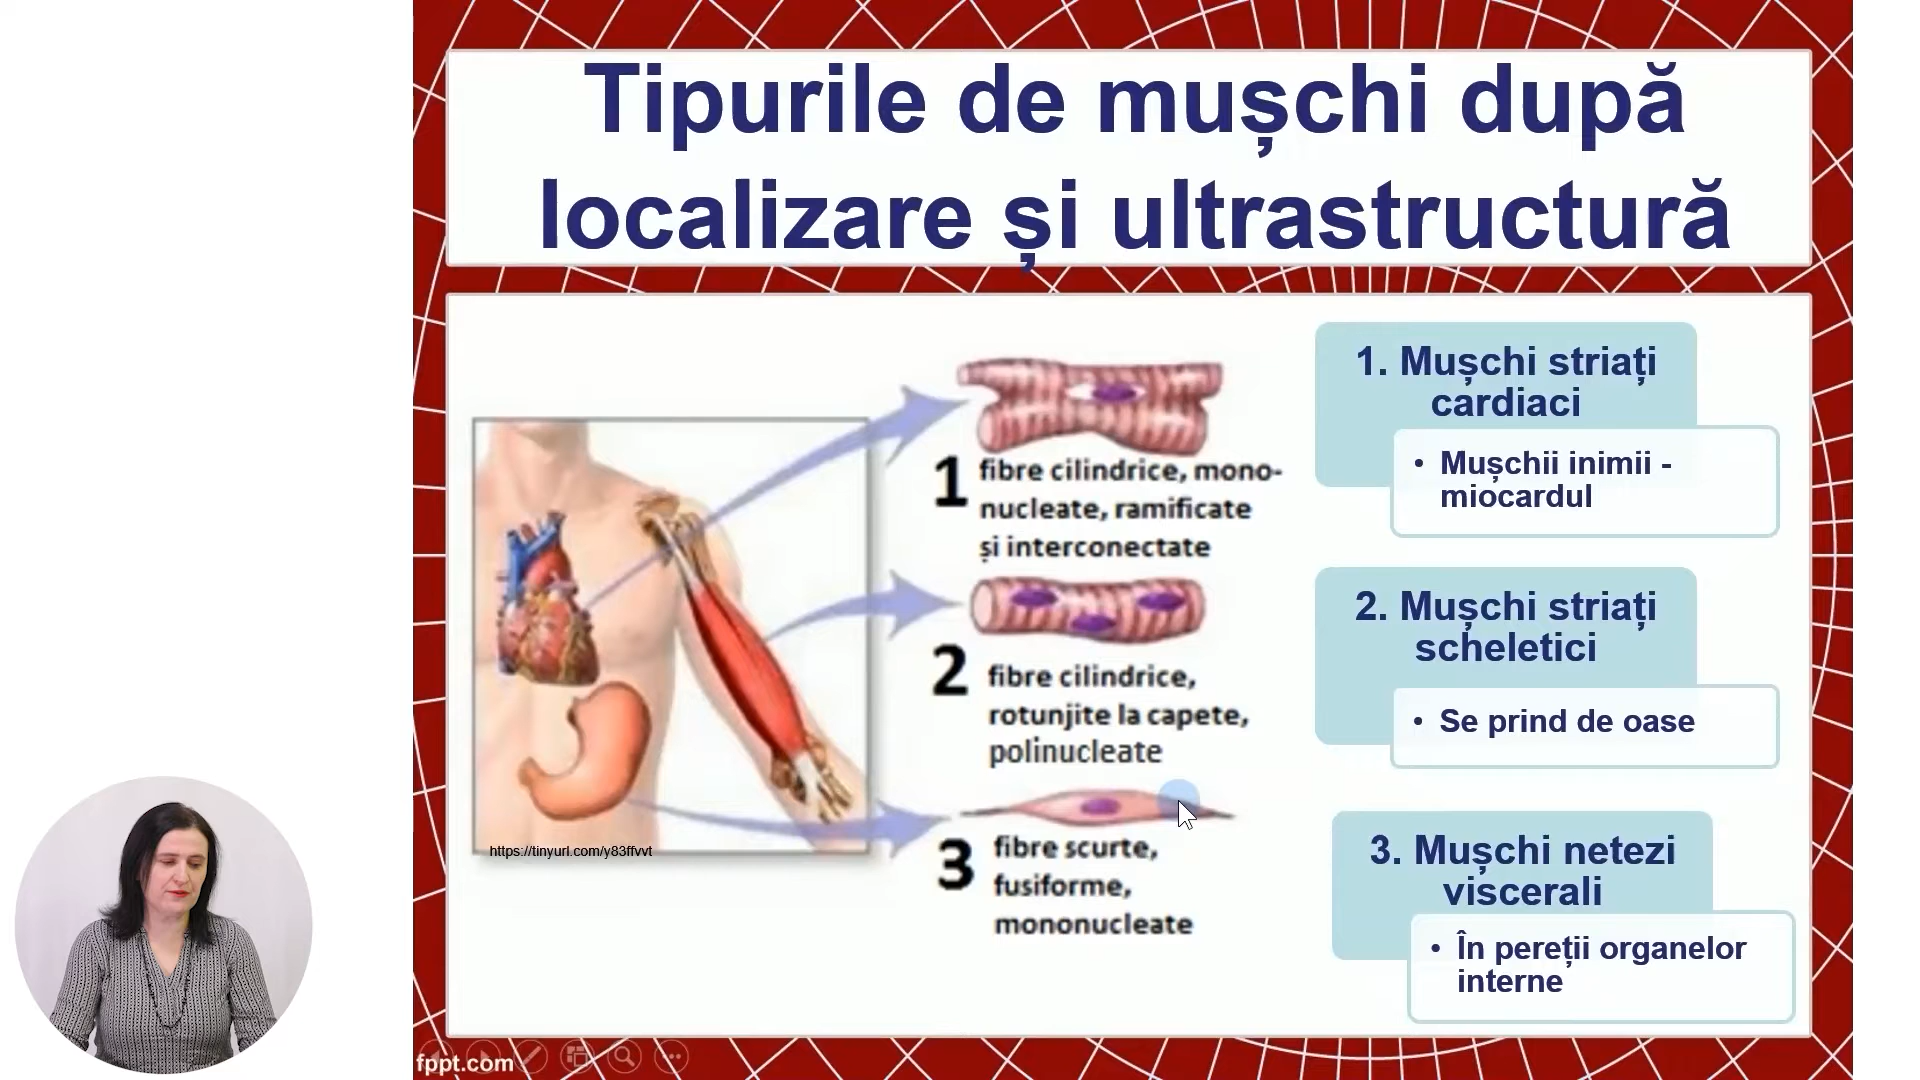 Tipurile de mușchi după
localizare și ultrastructură
1
fibre cilindrice, mono-
nucleate, ramificate
și interconectate
2
fibre cilindrice,
rotunjite la capete,
polinucleate
3
fibre scurte,
fusiforme,
mononucleate
https://tinyurl.com/y83ffvvt
1. Mușchi striați
cardiaci
• Mușchii inimii -
miocardul
2. Mușchi striați
scheletici
• Se prind de oase
3. Mușchi netezi
viscerali
• În pereții organelor
interne
fppt.com